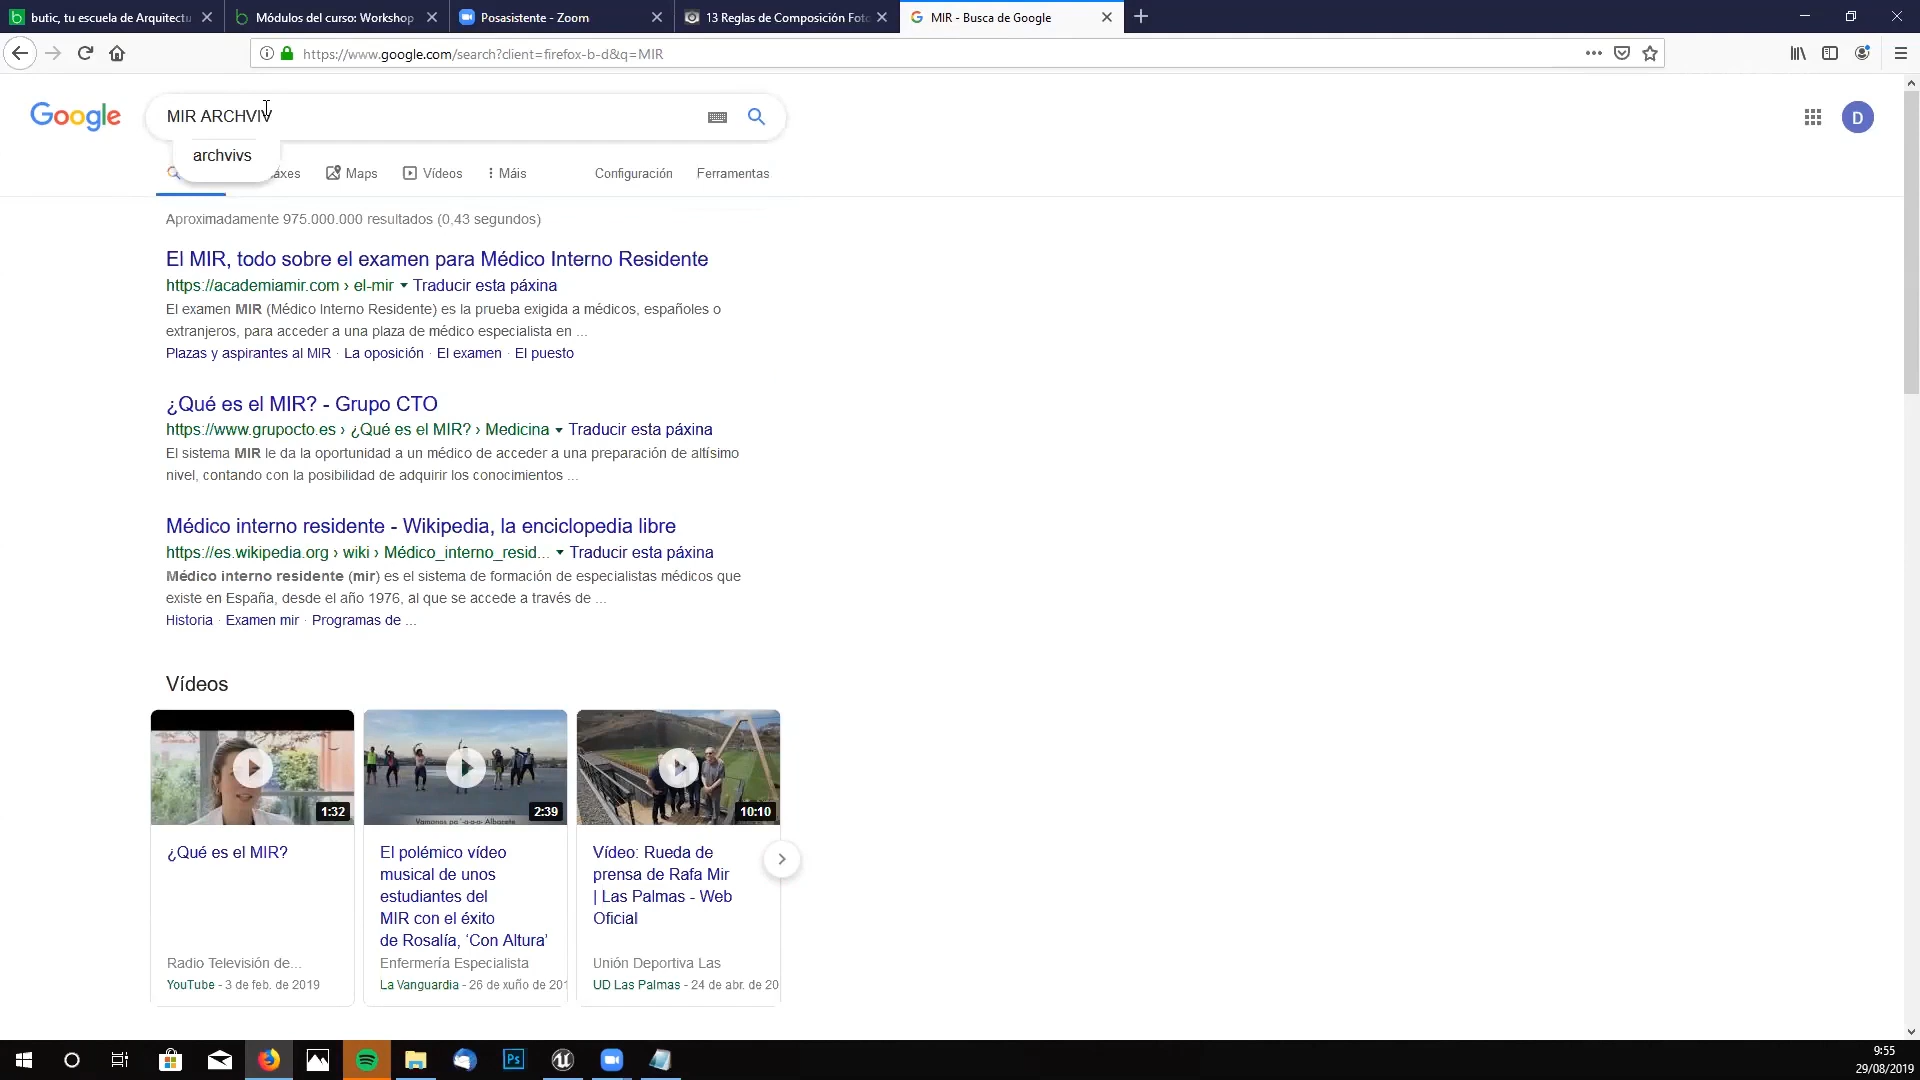 butic, tu escuela de Arquitectu
Módulos del curso: Workshop
Posasistente - Zoom
13 Reglas de Composición Foto
MIR - Busca de Google
https://www.google.com/search?client=firefox-b-d&q=MIR
Google
MIR ARCHVIV
D
archvivs
axes
Maps
Vídeos
Máis
Configuración
Ferramentas
Aproximadamente 975.000.000 resultados (0,43 segundos)
El MIR, todo sobre el examen para Médico Interno Residente
https://academiamir.com › el-mir ▾ Traducir esta páxina
El examen MIR (Médico Interno Residente) es la prueba exigida a médicos, españoles o
extranjeros, para acceder a una plaza de médico especialista en ...
Plazas y aspirantes al MIR · La oposición · El examen · El puesto
¿Qué es el MIR? - Grupo CTO
https://www.grupocto.es › ¿Qué es el MIR? › Medicina ▾ Traducir esta páxina
El sistema MIR le da la oportunidad a un médico de acceder a una preparación de altísimo
nivel, contando con la posibilidad de adquirir los conocimientos ...
Médico interno residente - Wikipedia, la enciclopedia libre
https://es.wikipedia.org › wiki › Médico_interno_resid... ▾ Traducir esta páxina
Médico interno residente (mir) es el sistema de formación de especialistas médicos que
existe en España, desde el año 1976, al que se accede a través de ...
Historia · Examen mir · Programas de ...
Vídeos
1:32
Vamonos pa´-a-a-a- Albacete
2:39
10:10
¿Qué es el MIR?
Radio Televisión de...
YouTube - 3 de feb. de 2019
El polémico vídeo
musical de unos
estudiantes del
MIR con el éxito
de Rosalía, ‘Con Altura’
Enfermería Especialista
La Vanguardia - 26 de xuño de 201
Vídeo: Rueda de
prensa de Rafa Mir
| Las Palmas - Web
Oficial
Unión Deportiva Las
UD Las Palmas - 24 de abr. de 20
Ps
9:55
29/08/2019